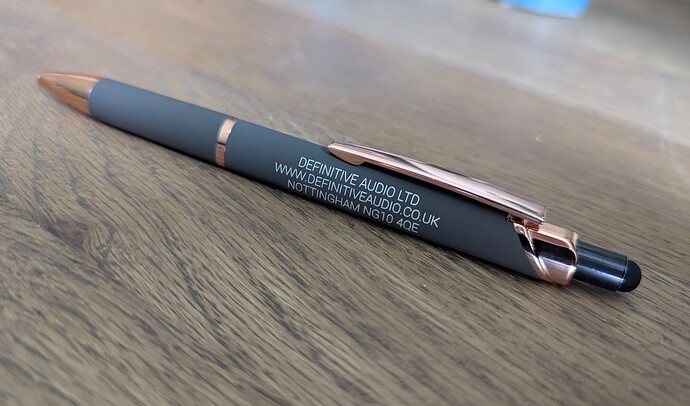 DEFINITIVE AUDIO LTD
WWW.DEFINITIVEAUDIO.CO.UK
NOTTINGHAM NG10 4QE